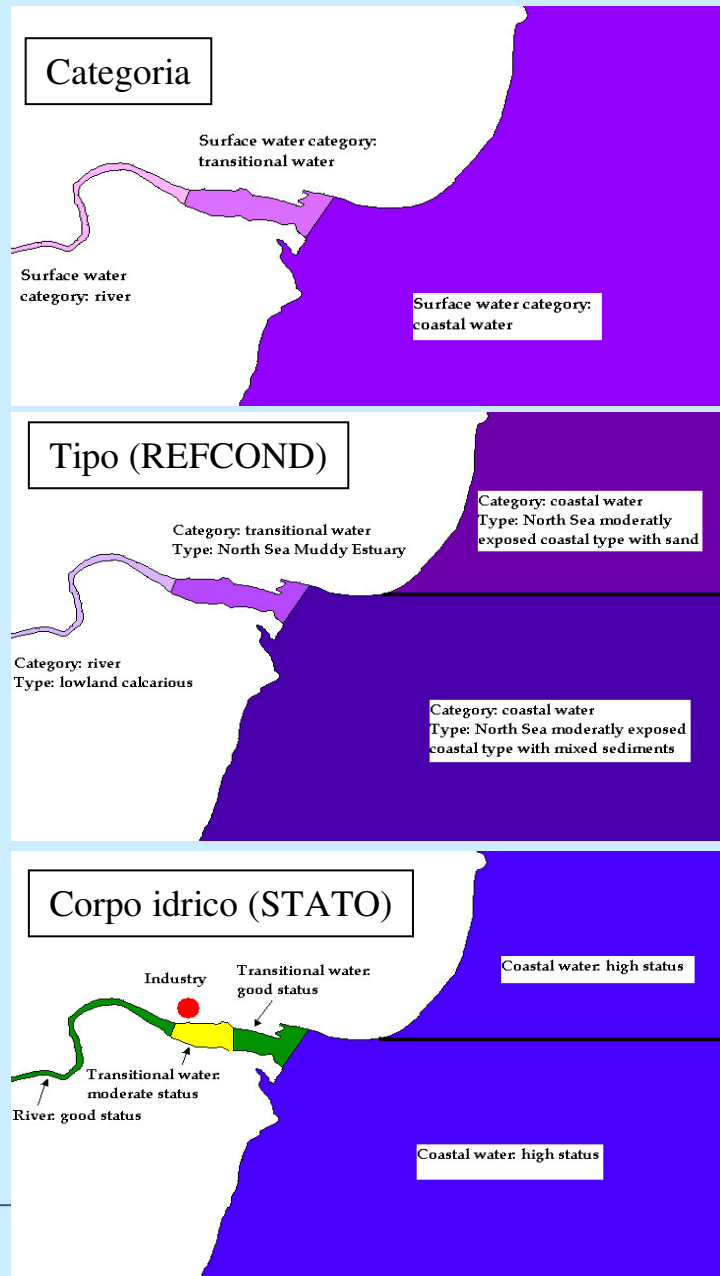 Categoria
Surface water category:
transitional water
Surface water
category: river
Surface water category:
coastal water
Tipo (REFCOND)
Category: coastal water
Type: North Sea moderatly
exposed coastal type with sand
Category: transitional water
Type: North Sea Muddy Estuary
Category: river
Type: lowland calcarious
Category: coastal water
Type: North Sea moderatly exposed
coastal type with mixed sediments
Corpo idrico (STATO)
Industry
Transitional water:
good status
Coastal water: high status
Transitional water:
moderate status
River: good status
Coastal water: high status